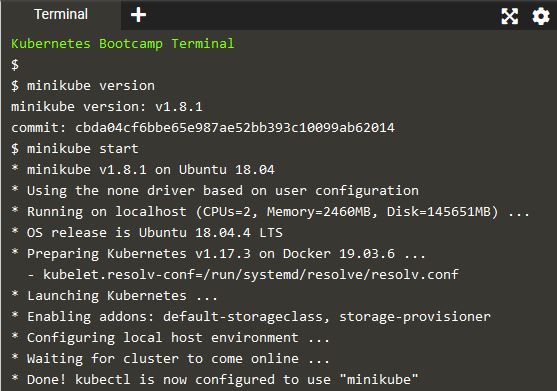 Terminal +
Kubernetes Bootcamp Terminal
$
$ minikube version
minikube version: v1.8.1
commit: cbda04cf6bbe65e987ae52bb393c10099ab62014
$ minikube start
* minikube v1.8.1 on Ubuntu 18.04
* Using the none driver based on user configuration
* Running on localhost (CPUs=2, Memory=2460MB, Disk=145651MB) ...
* OS release is Ubuntu 18.04.4 LTS
* Preparing Kubernetes v1.17.3 on Docker 19.03.6 ...
  - kubelet.resolv-conf=/run/systemd/resolve/resolv.conf
* Launching Kubernetes ...
* Enabling addons: default-storageclass, storage-provisioner
* Configuring local host environment ...
* Waiting for cluster to come online ...
* Done! kubectl is now configured to use "minikube"